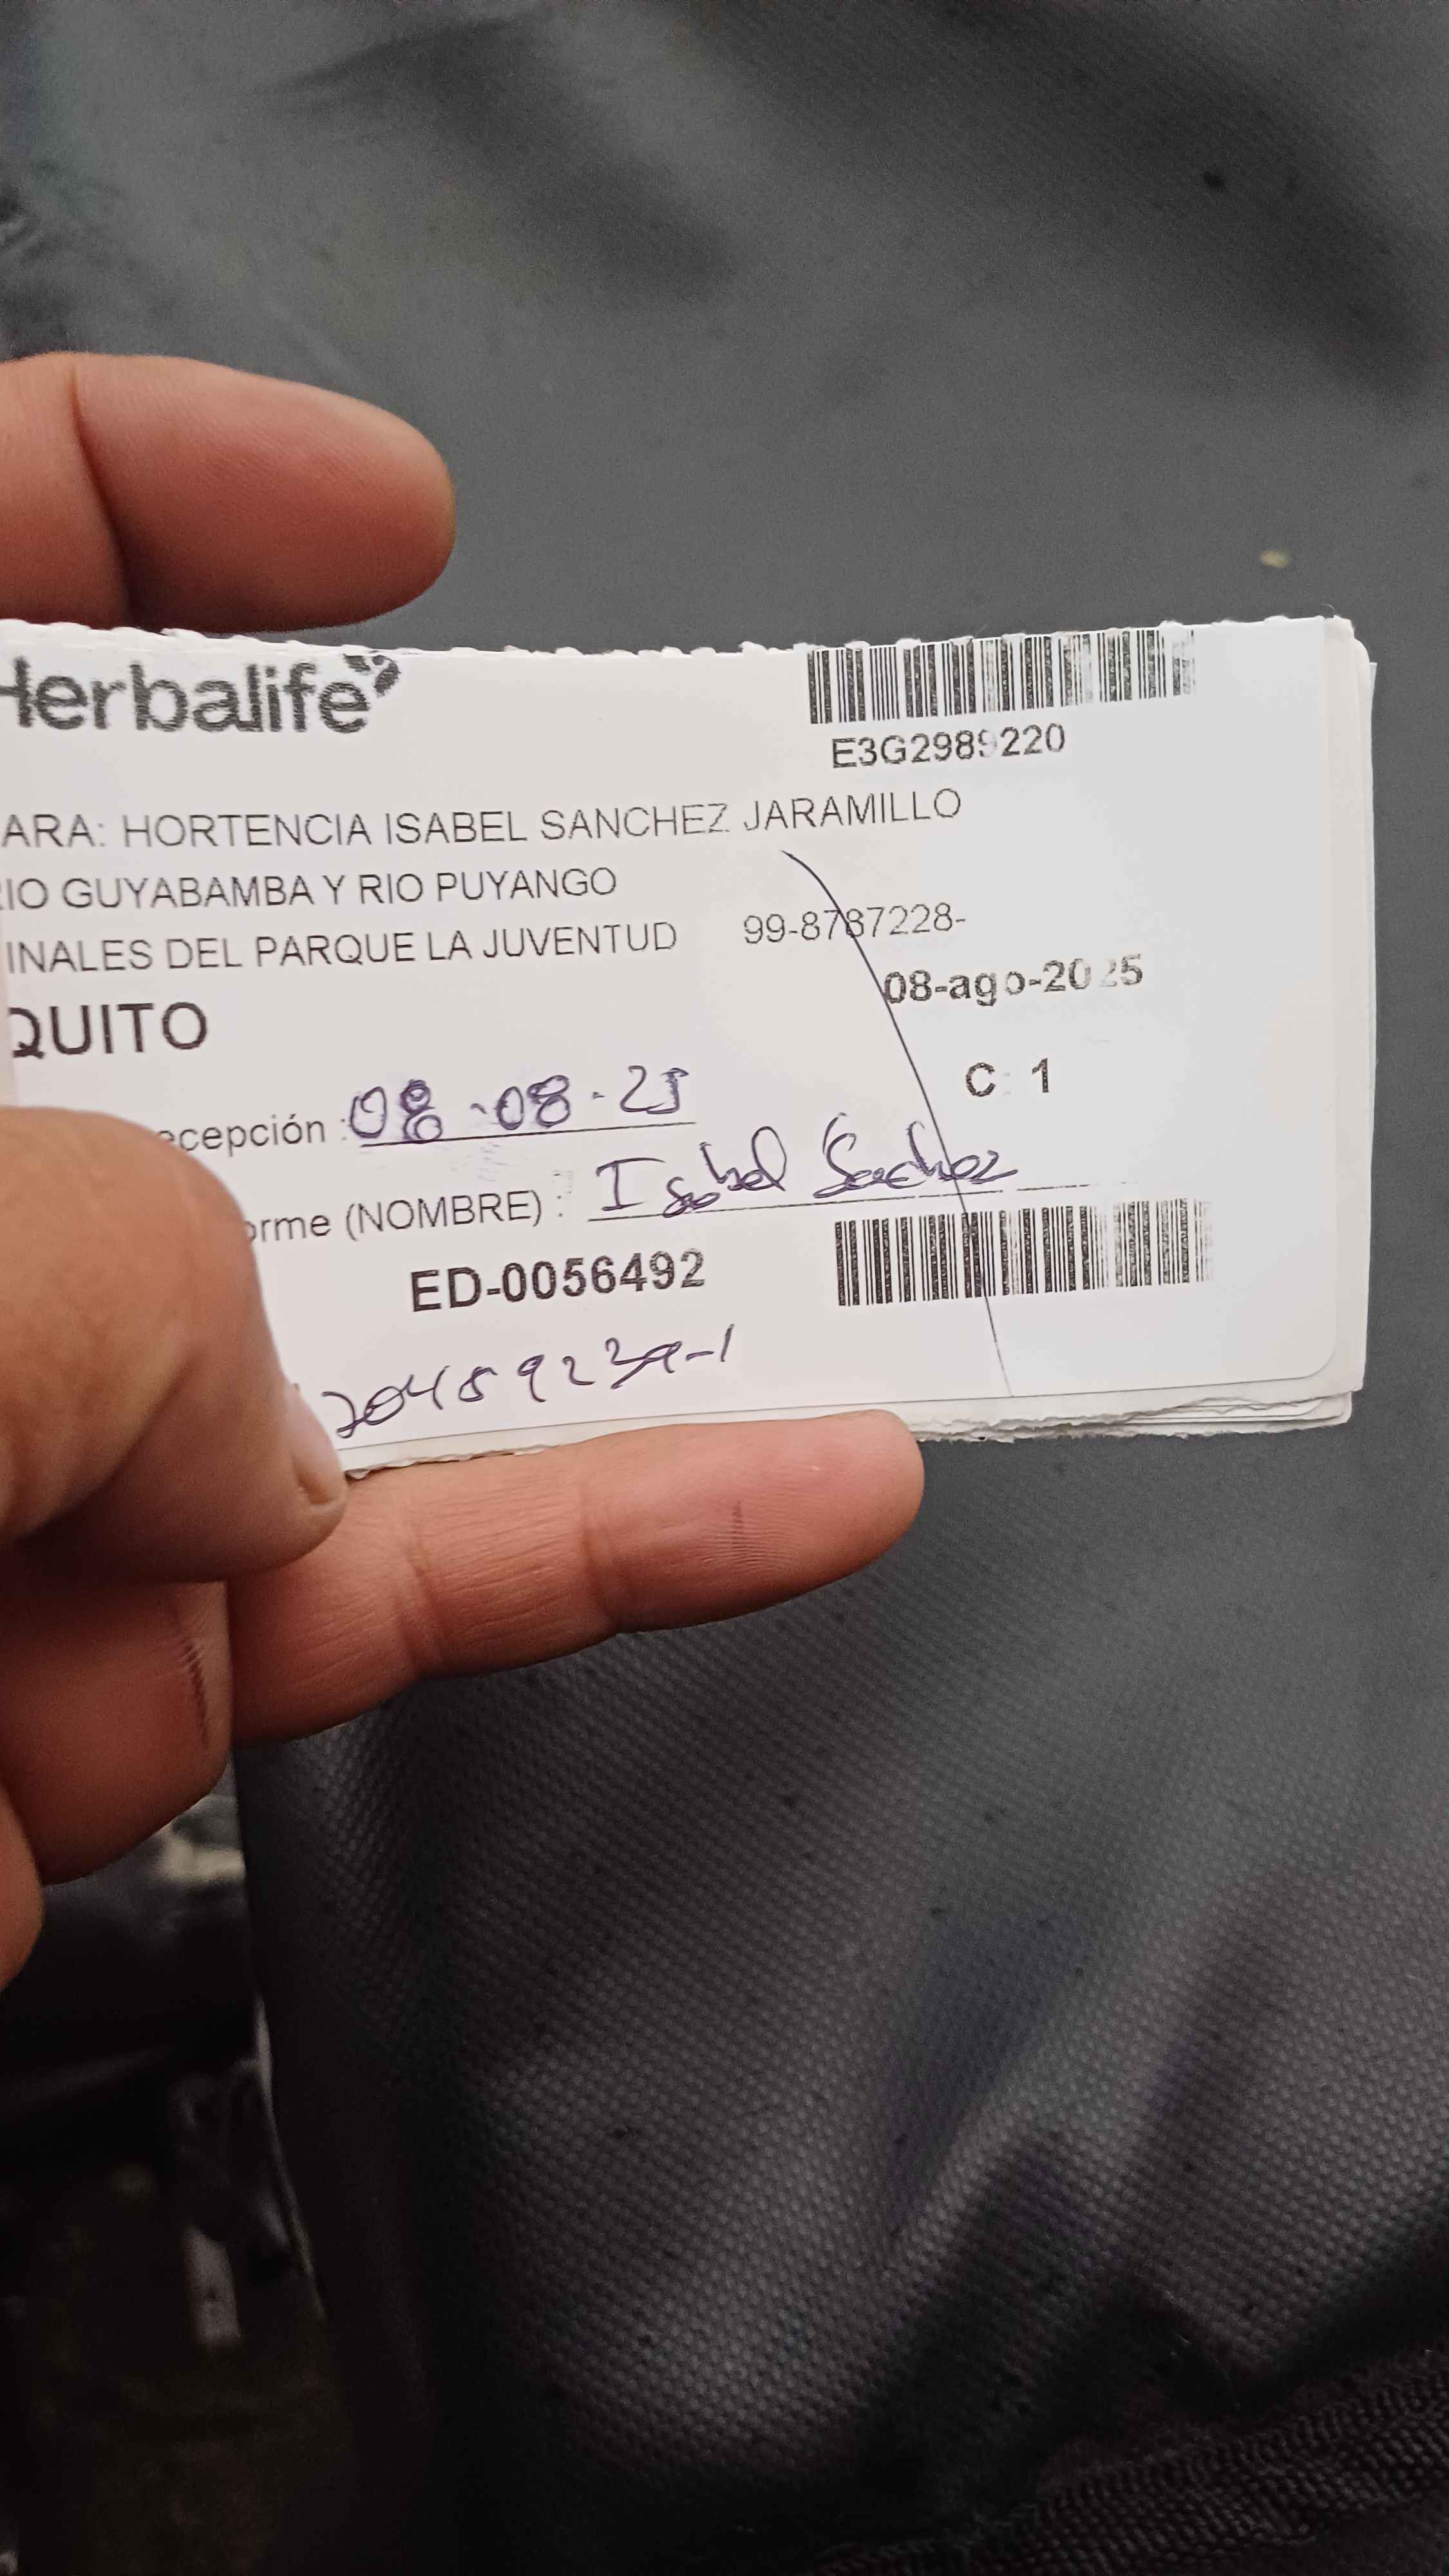 Herbalife
E3G2989220
ARA: HORTENCIA ISABEL SANCHEZ JARAMILLO
RIO GUYABAMBA Y RIO PUYANGO
INALES DEL PARQUE LA JUVENTUD 99-8787228-
08-ago-2025
QUITO
C: 1
ecepción : 08-08-25
orme (NOMBRE) : Isabel Sachez
ED-0056492